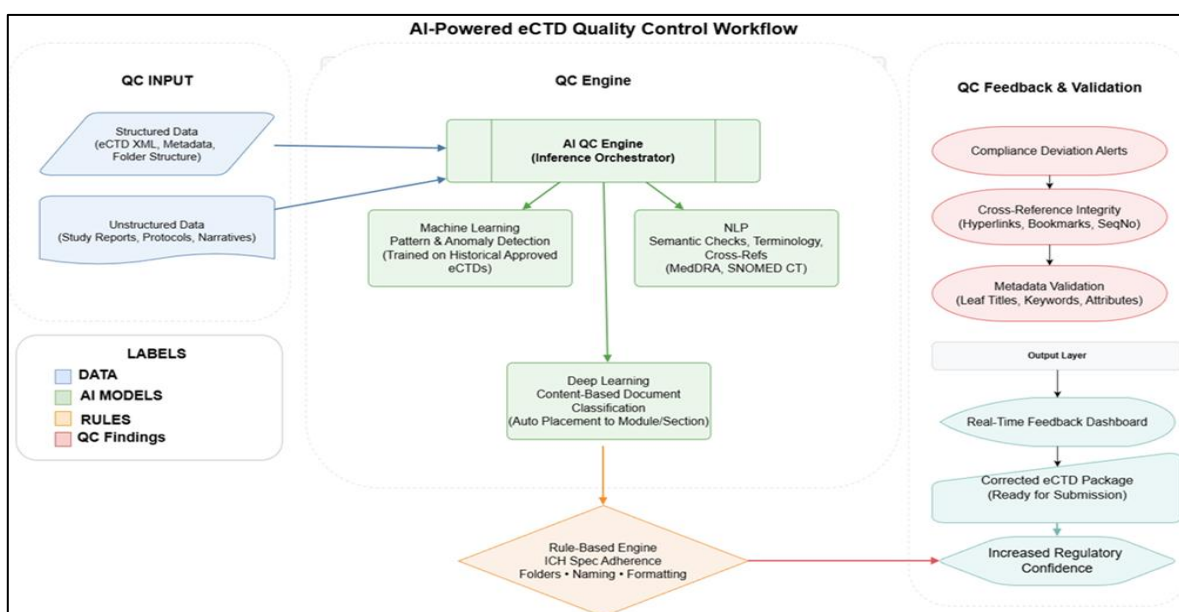 AI-Powered eCTD Quality Control Workflow
QC INPUT
Structured Data
(eCTD XML, Metadata,
Folder Structure)
Unstructured Data
(Study Reports, Protocols, Narratives)
LABELS
DATA
AI MODELS
RULES
QC Findings
QC Engine
AI QC Engine
(Inference Orchestrator)
Machine Learning
Pattern & Anomaly Detection
(Trained on Historical Approved
eCTDs)
NLP
Semantic Checks, Terminology,
Cross-Refs
(MedDRA, SNOMED CT)
Deep Learning
Content-Based Document
Classification
(Auto Placement to Module/Section)
Rule-Based Engine
ICH Spec Adherence
Folders • Naming • Formatting
QC Feedback & Validation
Compliance Deviation Alerts
Cross-Reference Integrity
(Hyperlinks, Bookmarks, SeqNo)
Metadata Validation
(Leaf Titles, Keywords, Attributes)
Output Layer
Real-Time Feedback Dashboard
Corrected eCTD Package
(Ready for Submission)
Increased Regulatory
Confidence